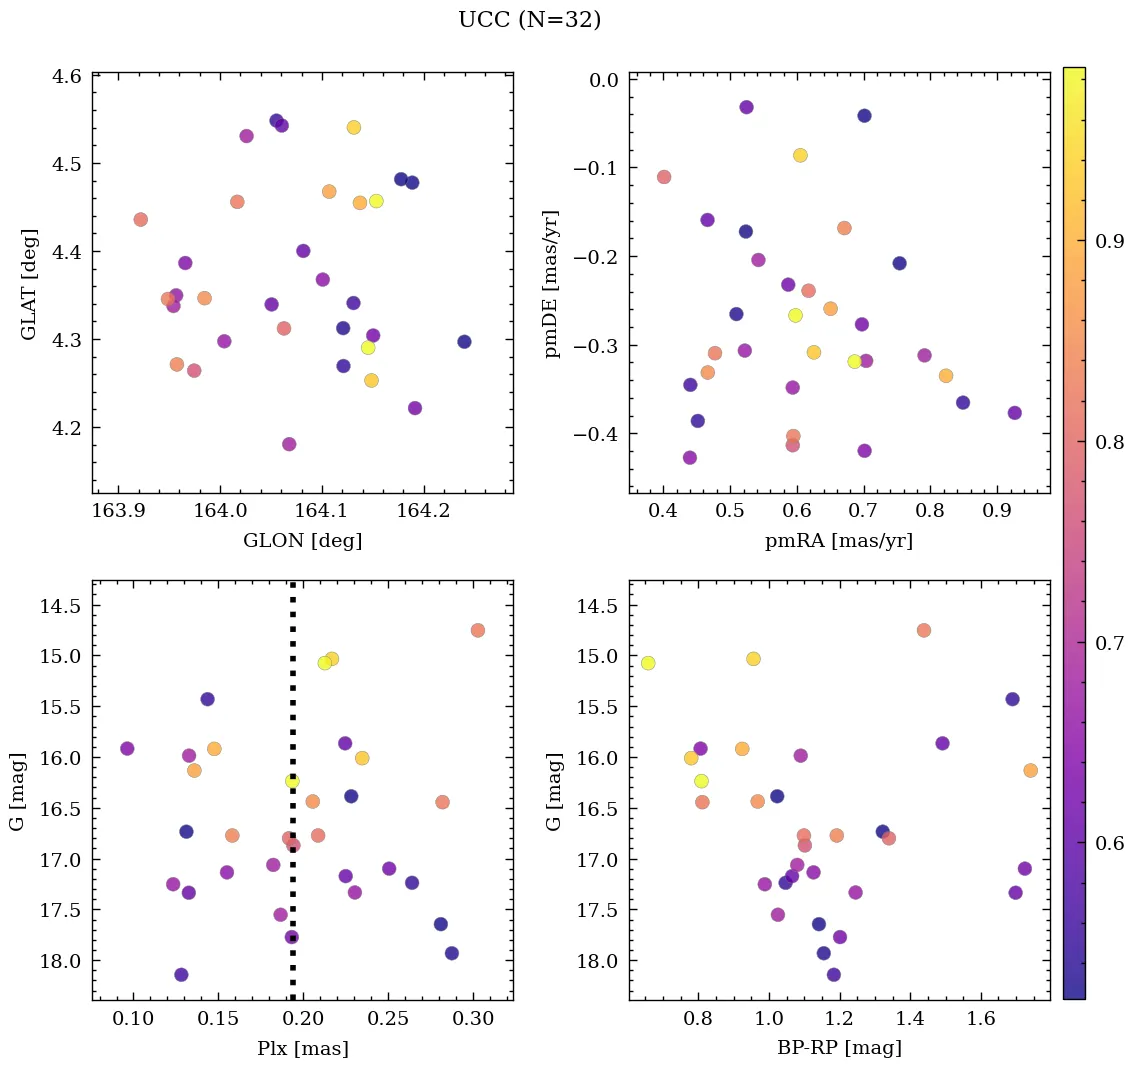 UCC (N=32)
4.6
4.5
4.4
4.3
4.2
GLAT [deg]
163.9 164.0 164.1 164.2
GLON [deg]
0.0
−0.1
−0.2
−0.3
−0.4
pmDE [mas/yr]
0.4 0.5 0.6 0.7 0.8 0.9
pmRA [mas/yr]
14.5
15.0
15.5
16.0
16.5
17.0
17.5
18.0
G [mag]
0.10 0.15 0.20 0.25 0.30
Plx [mas]
14.5
15.0
15.5
16.0
16.5
17.0
17.5
18.0
G [mag]
0.8 1.0 1.2 1.4 1.6
BP-RP [mag]
0.9
0.8
0.7
0.6